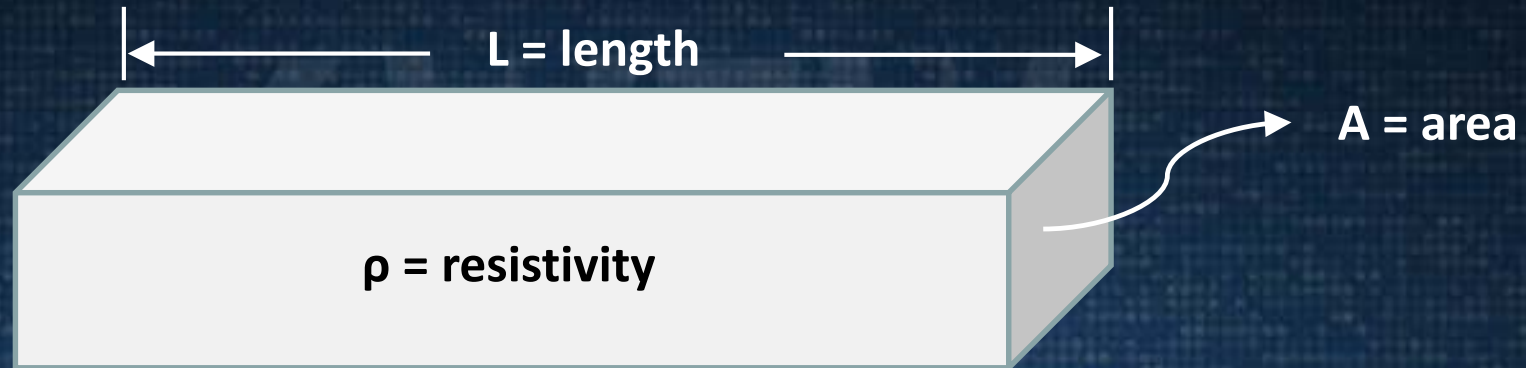 L = length
A = area
ρ = resistivity